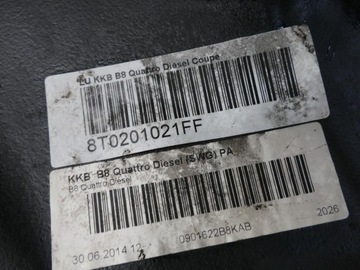 EU KKB B8 Quattro Diesel Coupe
8T0201021FF
KKB B8 Quattro Diesel (SWG) PA
B8 Quattro Diesel
30.06.2014 12-
0901622B8KAB
2026